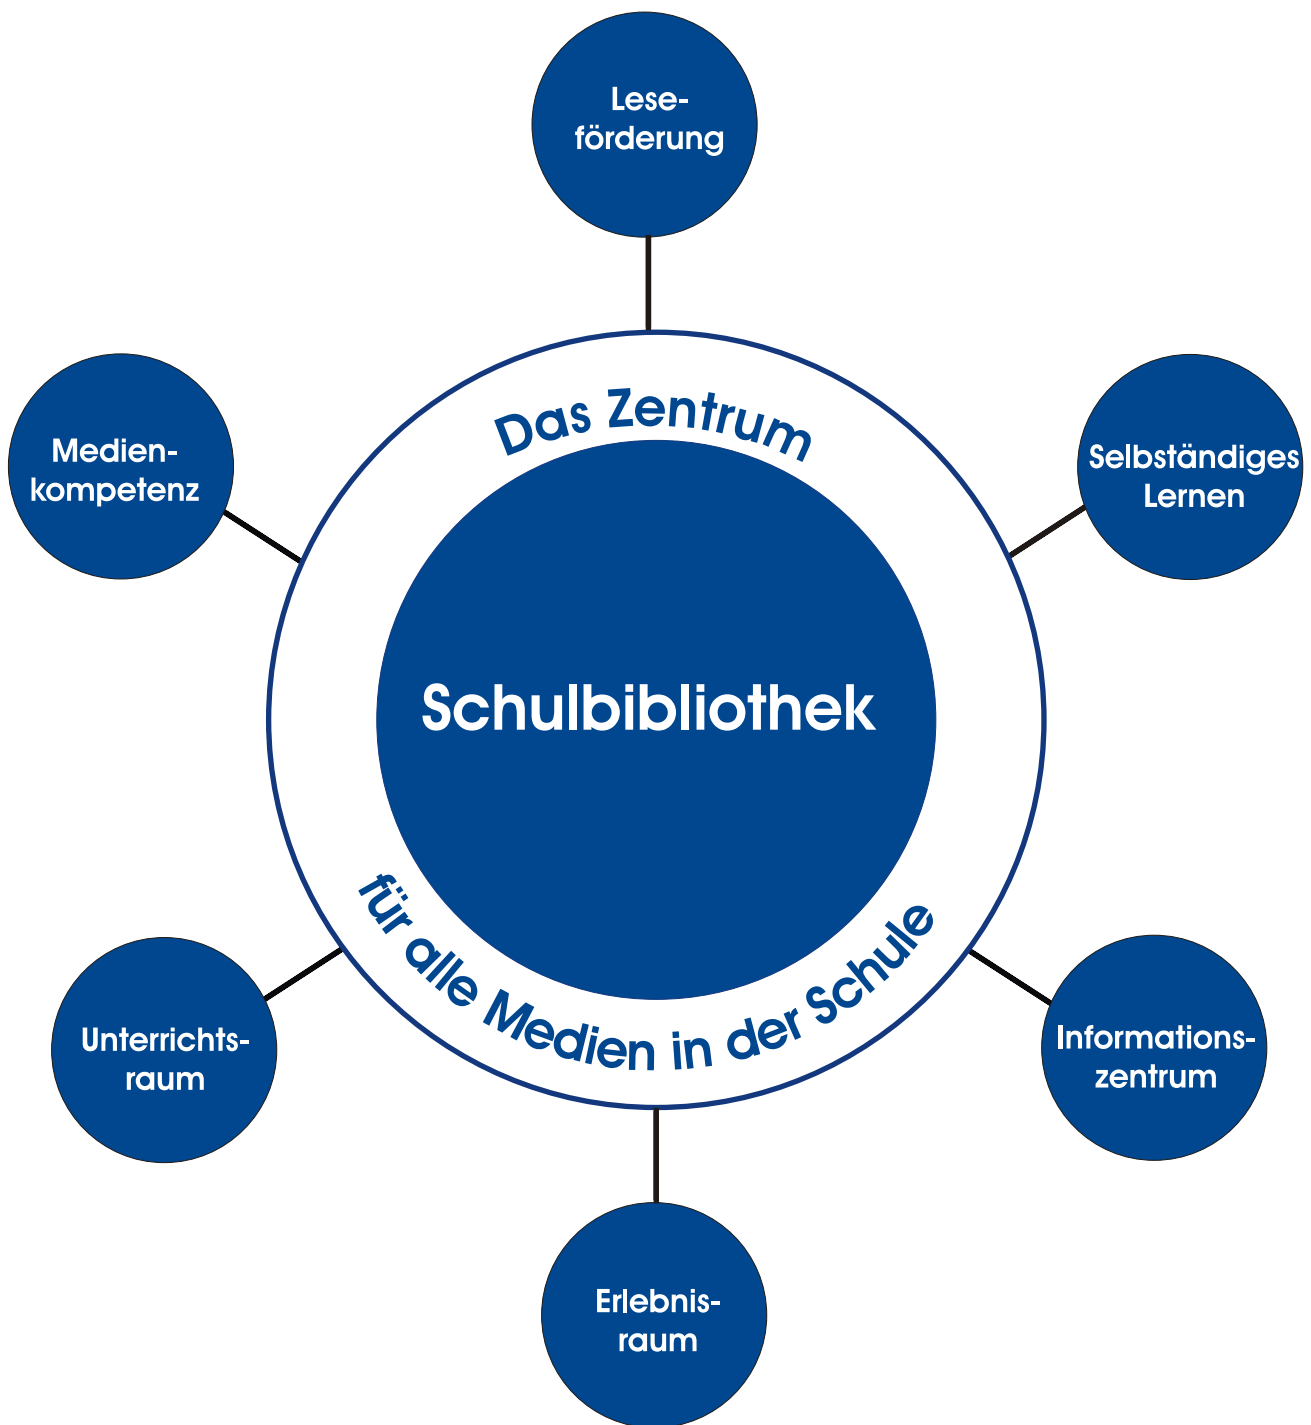 Lese-
förderung
Das Zentrum
Medien-
kompetenz
Selbständiges
Lernen
Schulbibliothek
für alle Medien in der Schule
Unterrichts-
raum
Informations-
zentrum
Erlebnis-
raum